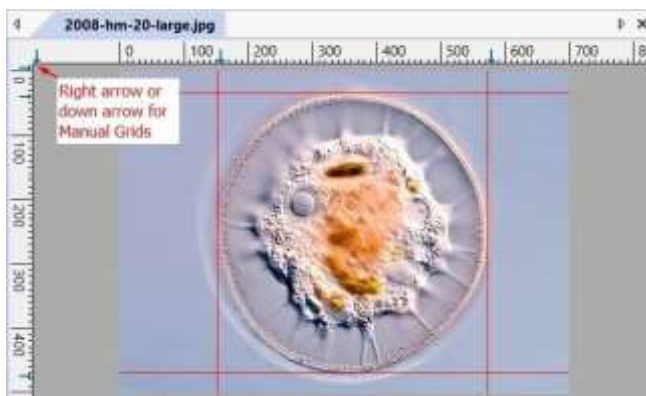 2008-hm-20-large.jpg
0 100 200 300 400 500 600 700 8
Right arrow or
down arrow for
Manual Grids
0
100
200
300
400